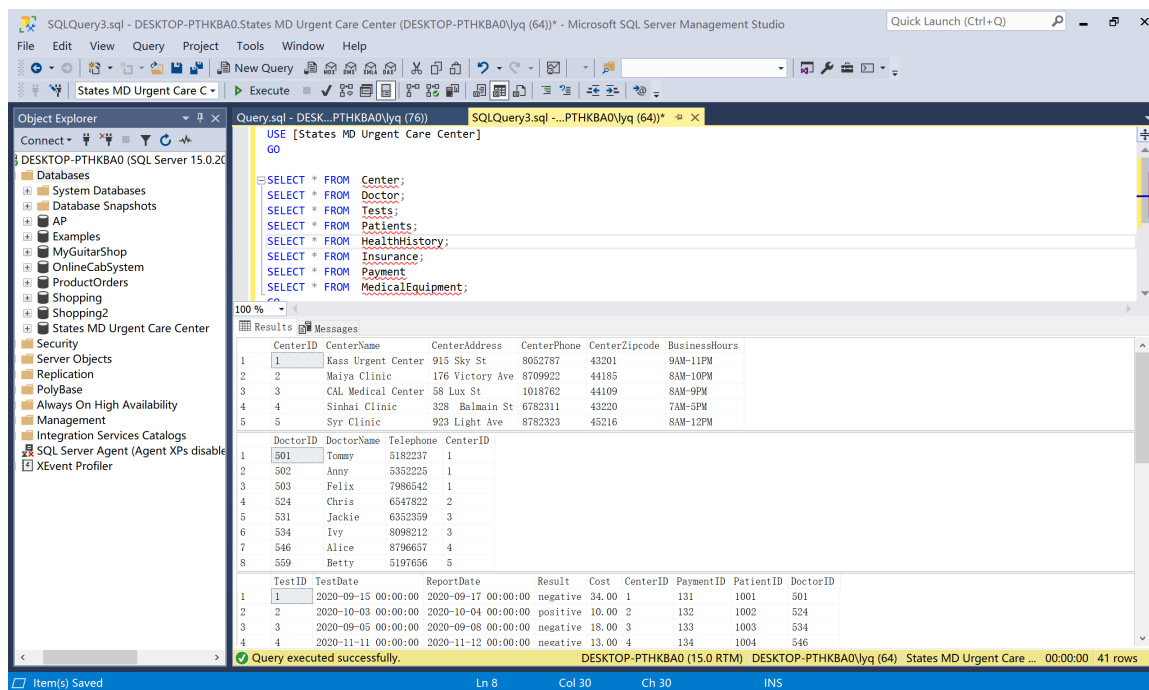 SQLQuery3.sql - DESKTOP-PTHKBA0.States MD Urgent Care Center (DESKTOP-PTHKBA0\lyq (64))* - Microsoft SQL Server Management Studio
Quick Launch (Ctrl+Q)
File Edit View Query Project Tools Window Help
New Query MDX DMX XMLA DAX
States MD Urgent Care C Execute
Object Explorer
Query.sql - DESK...PTHKBA0\lyq (76)) SQLQuery3.sql -...PTHKBA0\lyq (64))*
Connect
DESKTOP-PTHKBA0 (SQL Server 15.0.20
Databases
System Databases
Database Snapshots
AP
Examples
MyGuitarShop
OnlineCabSystem
ProductOrders
Shopping
Shopping2
States MD Urgent Care Center
Security
Server Objects
Replication
PolyBase
Always On High Availability
Management
Integration Services Catalogs
SQL Server Agent (Agent XPs disable
XEvent Profiler
USE [States MD Urgent Care Center]
GO
SELECT * FROM Center;
SELECT * FROM Doctor;
SELECT * FROM Tests;
SELECT * FROM Patients;
SELECT * FROM HealthHistory;
SELECT * FROM Insurance;
SELECT * FROM Payment
SELECT * FROM MedicalEquipment;
GO
100 %
Results Messages
CenterID CenterName CenterAddress CenterPhone CenterZipcode BusinessHours
1 1 Kass Urgent Center 915 Sky St 8052787 43201 9AM-11PM
2 2 Maiya Clinic 176 Victory Ave 8709922 44185 8AM-10PM
3 3 CAL Medical Center 58 Lux St 1018762 44109 8AM-9PM
4 4 Sinhai Clinic 328 Balmain St 6782311 43220 7AM-5PM
5 5 Syr Clinic 923 Light Ave 8782323 45216 8AM-12PM
DoctorID DoctorName Telephone CenterID
1 501 Tommy 5182237 1
2 502 Anny 5352225 1
3 503 Felix 7986542 1
4 524 Chris 6547822 2
5 531 Jackie 6352359 3
6 534 Ivy 8098212 3
7 546 Alice 8796657 4
8 559 Betty 5197656 5
TestID TestDate ReportDate Result Cost CenterID PaymentID PatientID DoctorID
1 1 2020-09-15 00:00:00 2020-09-17 00:00:00 negative 34.00 1 131 1001 501
2 2 2020-10-03 00:00:00 2020-10-04 00:00:00 positive 10.00 2 132 1002 524
3 3 2020-09-05 00:00:00 2020-09-08 00:00:00 negative 18.00 3 133 1003 534
4 4 2020-11-11 00:00:00 2020-11-12 00:00:00 negative 13.00 4 134 1004 546
Query executed successfully. DESKTOP-PTHKBA0 (15.0 RTM) DESKTOP-PTHKBA0\lyq (64) States MD Urgent Care ... 00:00:00 41 rows
Item(s) Saved Ln 8 Col 30 Ch 30 INS